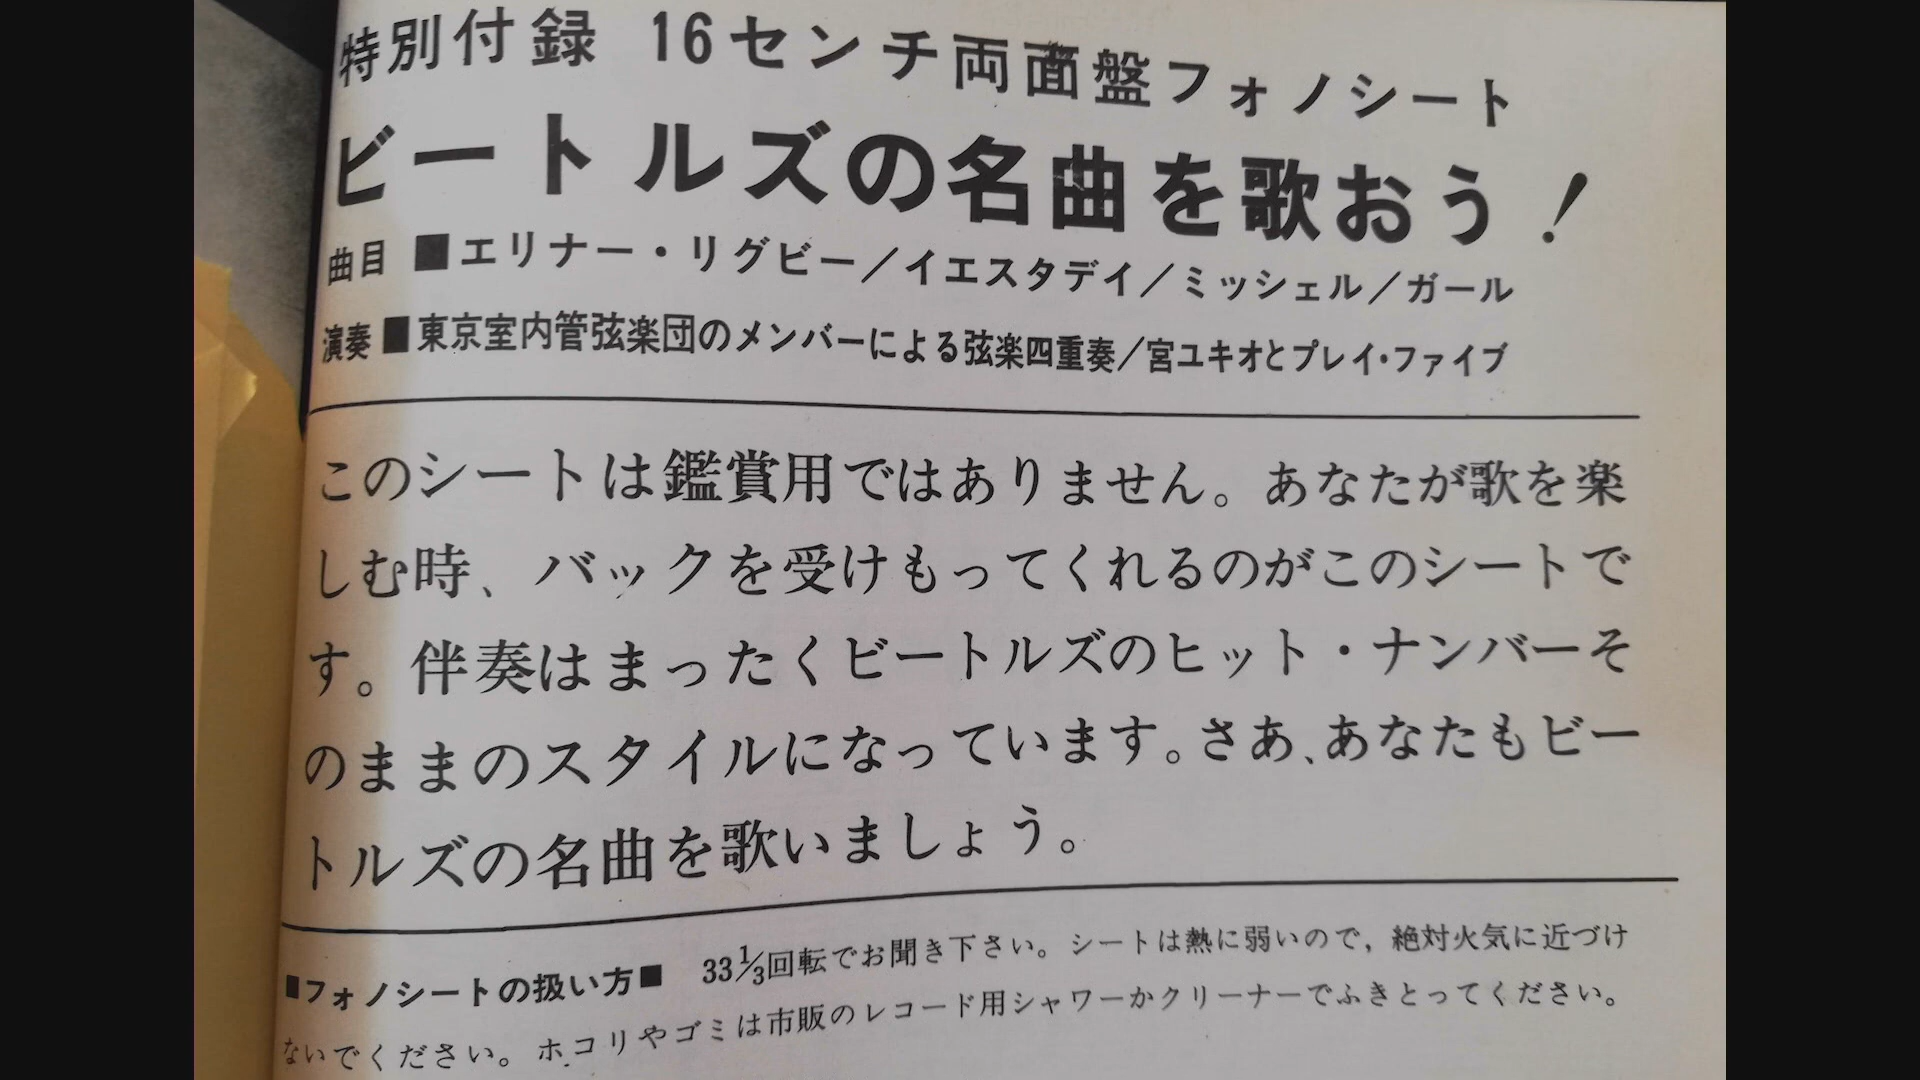 特別付録 16センチ両面盤フォノシート
ビートルズの名曲を歌おう!
曲目 ■エリナー・リグビー/イエスタデイ/ミッシェル/ガール
演奏 ■東京室内管弦楽団のメンバーによる弦楽四重奏/宮ユキオとプレイ・ファイブ
このシートは鑑賞用ではありません。あなたが歌を楽
しむ時、バックを受けもってくれるのがこのシートで
す。伴奏はまったくビートルズのヒット・ナンバーそ
のままのスタイルになっています。さあ、あなたもビー
トルズの名曲を歌いましょう。
■フォノシートの扱い方■ 33⅓回転でお聞き下さい。シートは熱に弱いので,絶対火気に近づけ
ないでください。ホコリやゴミは市販のレコード用シャワーかクリーナーでふきとってください。